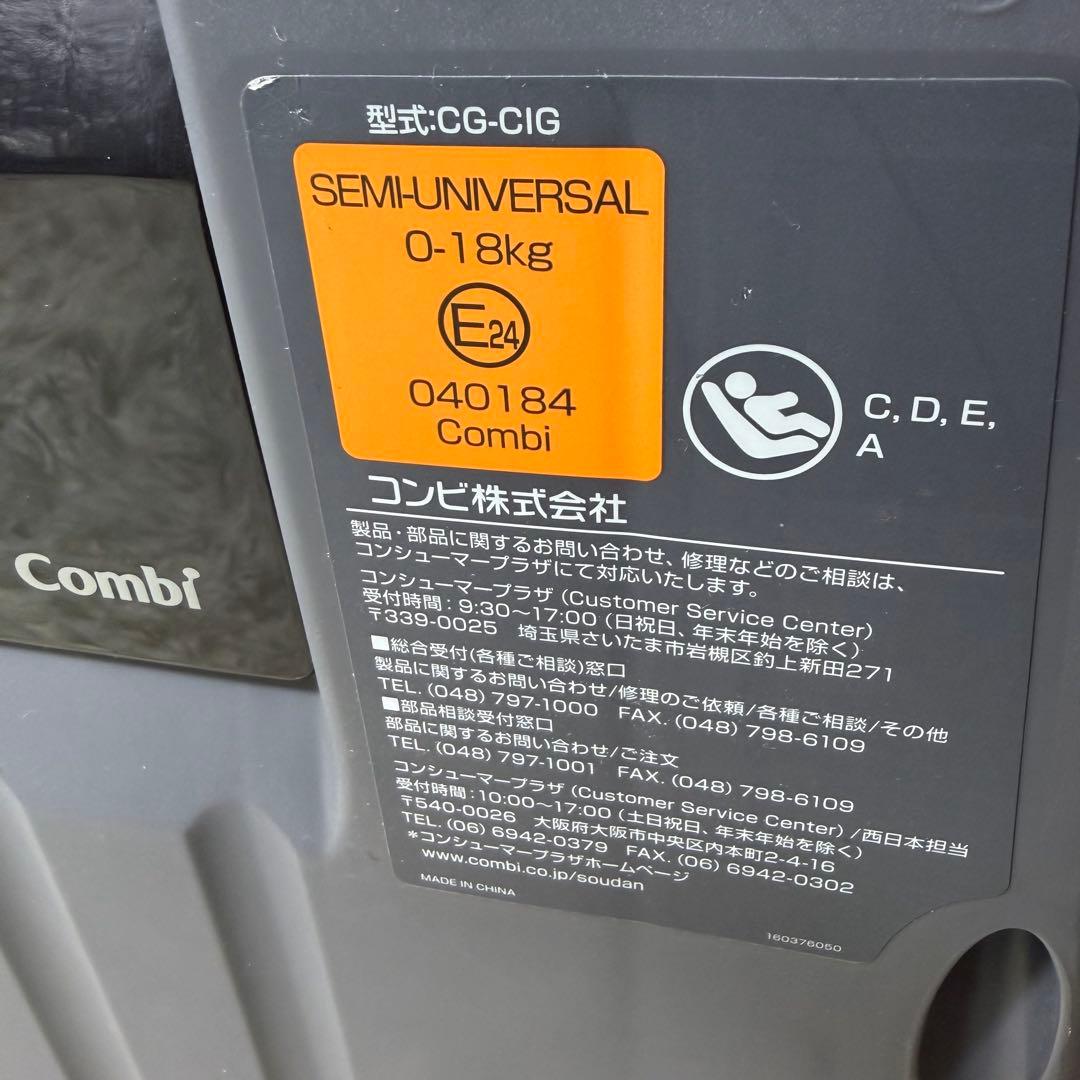 型式:CG-CIG
SEMI-UNIVERSAL
0-18kg
E24
040184
Combi
C, D, E,
A
コンビ株式会社
製品・部品に関するお問い合わせ、修理などのご相談は、
コンシューマープラザにて対応いたします。
コンシューマープラザ (Customer Service Center)
受付時間:9:30～17:00 (日祝日、年末年始を除く)
〒339-0025 埼玉県さいたま市岩槻区釣上新田271
■総合受付(各種ご相談)窓口
製品に関するお問い合わせ/修理のご依頼/各種ご相談/その他
TEL. (048) 797-1000 FAX. (048) 798-6109
■部品相談受付窓口
部品に関するお問い合わせ/ご注文
TEL. (048) 797-1001 FAX. (048) 798-6109
コンシューマープラザ (Customer Service Center) /西日本担当
受付時間:10:00～17:00 (土日祝日、年末年始を除く)
〒540-0026 大阪府大阪市中央区内本町2-4-16
TEL. (06) 6942-0379 FAX. (06) 6942-0302
*コンシューマープラザホームページ
www.combi.co.jp/soudan
MADE IN CHINA
160376050
Combi